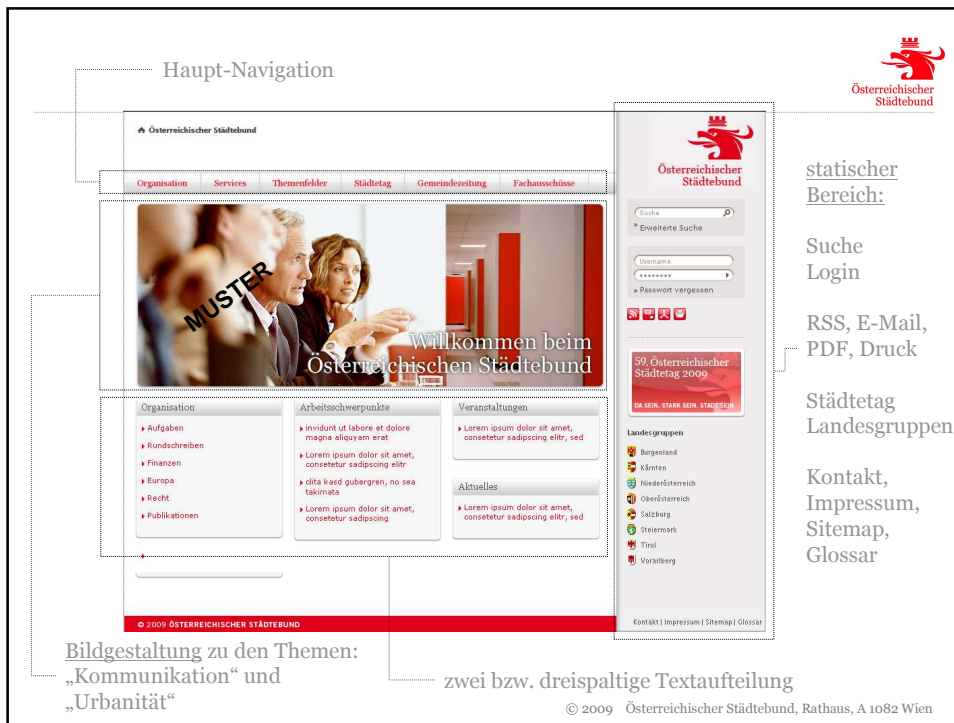 Haupt-Navigation
Österreichischer
Städtebund
Österreichischer Städtebund
Österreichischer
Städtebund
Organisation Services Themenfelder Städtetag Gemeindezeitung Fachausschüsse
Suche
Erweiterte Suche
Username
••••••••
» Passwort vergessen
MUSTER
Willkommen beim
Österreichischen Städtebund
59. Österreichischer
Städtetag 2009
DA SEIN. STARK SEIN. STADT SEIN.
Organisation
Aufgaben
Rundschreiben
Finanzen
Europa
Recht
Publikationen
Arbeitsschwerpunkte
invidunt ut labore et dolore
magna aliquyam erat
Lorem ipsum dolor sit amet,
consetetur sadipscing elitr
clita kasd gubergren, no sea
takimata
Lorem ipsum dolor sit amet,
consetetur sadipscing
Veranstaltungen
Lorem ipsum dolor sit amet,
consetetur sadipscing elitr, sed
Aktuelles
Lorem ipsum dolor sit amet,
consetetur sadipscing elitr, sed
Landesgruppen
Burgenland
Kärnten
Niederösterreich
Oberösterreich
Salzburg
Steiermark
Tirol
Vorarlberg
© 2009 ÖSTERREICHISCHER STÄDTEBUND
Kontakt | Impressum | Sitemap | Glossar
statischer
Bereich:
Suche
Login
RSS, E-Mail,
PDF, Druck
Städtetag
Landesgruppen
Kontakt,
Impressum,
Sitemap,
Glossar
Bildgestaltung zu den Themen:
„Kommunikation“ und
„Urbanität“
zwei bzw. dreispaltige Textaufteilung
© 2009 Österreichischer Städtebund, Rathaus, A 1082 Wien